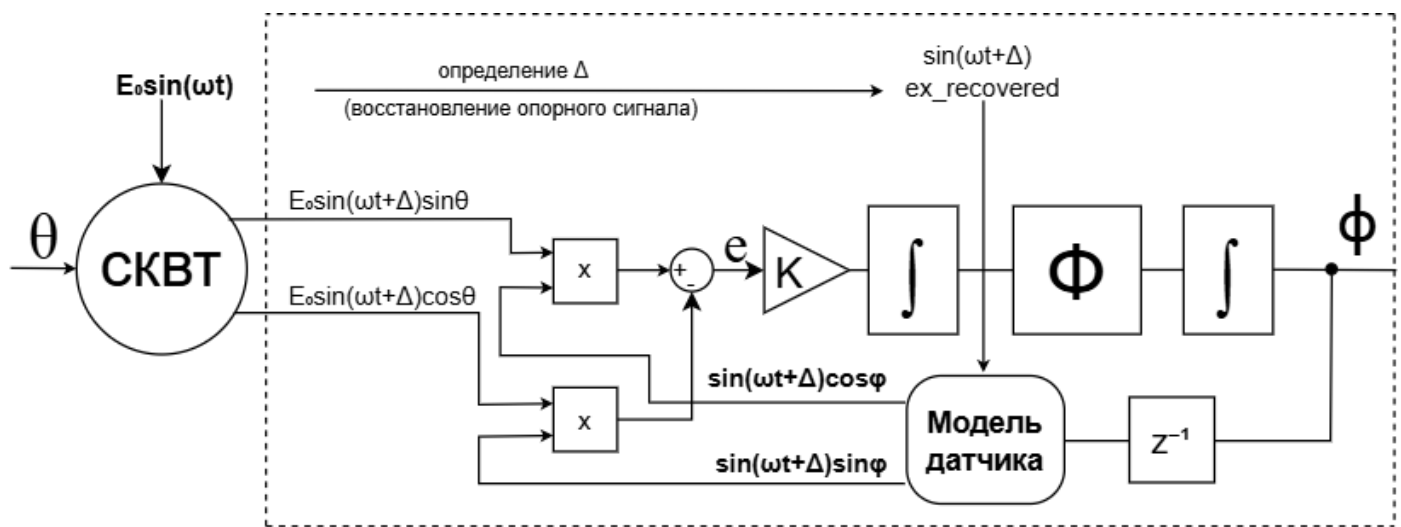 E₀sin(ωt)
определение Δ
(восстановление опорного сигнала)
sin(ωt+Δ)
ex_recovered
θ
СКВТ
E₀sin(ωt+Δ)sinθ
E₀sin(ωt+Δ)cosθ
x
+
-
e
K
∫
Φ
∫
ϕ
x
sin(ωt+Δ)cosφ
sin(ωt+Δ)sinφ
Модель
датчика
Z⁻¹